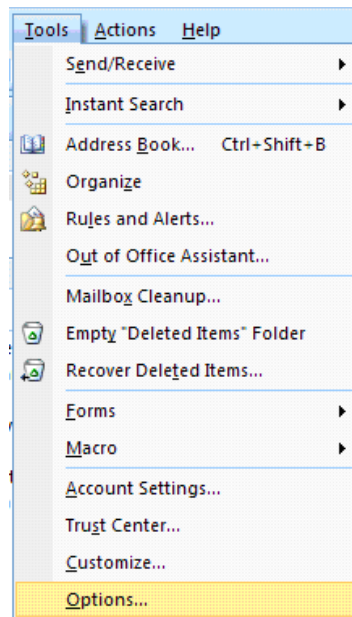 Tools Actions Help
Send/Receive
Instant Search
Address Book... Ctrl+Shift+B
Organize
Rules and Alerts...
Out of Office Assistant...
Mailbox Cleanup...
Empty "Deleted Items" Folder
Recover Deleted Items...
Forms
Macro
Account Settings...
Trust Center...
Customize...
Options...